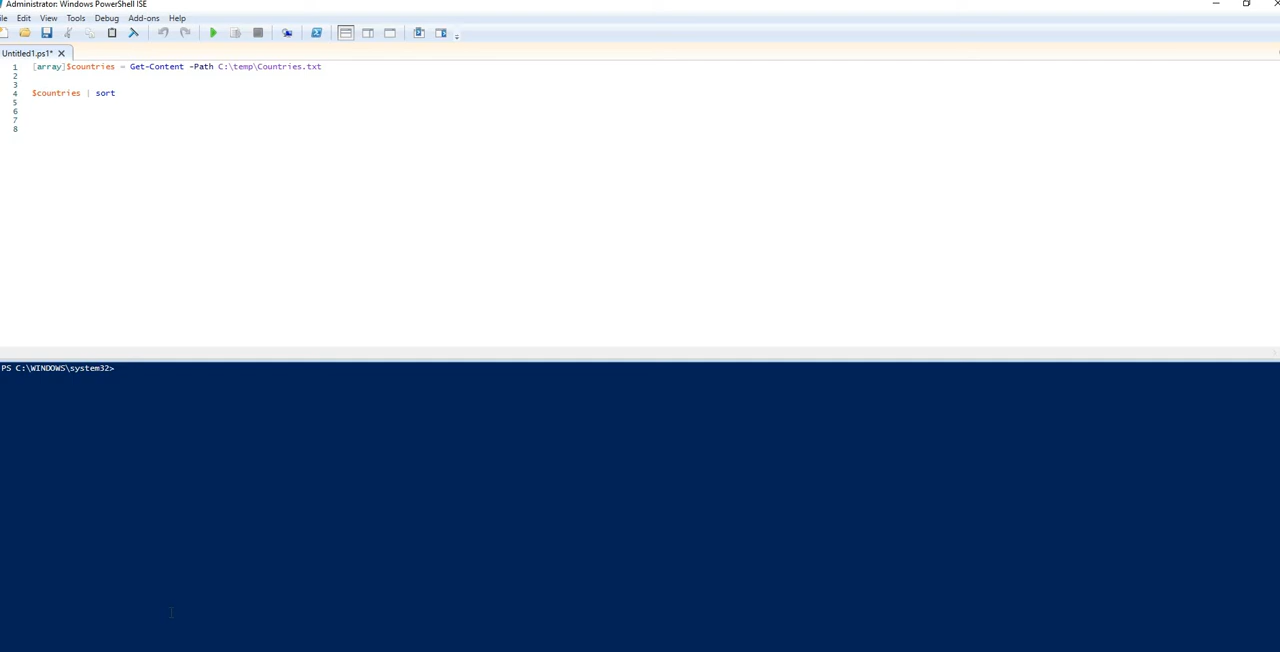 Administrator: Windows PowerShell ISE
ile Edit View Tools Debug Add-ons Help
Untitled1.ps1*
1 [array]$countries = Get-Content -Path C:\temp\Countries.txt
2
3
4 $countries | sort
5
6
7
8
PS C:\WINDOWS\system32>